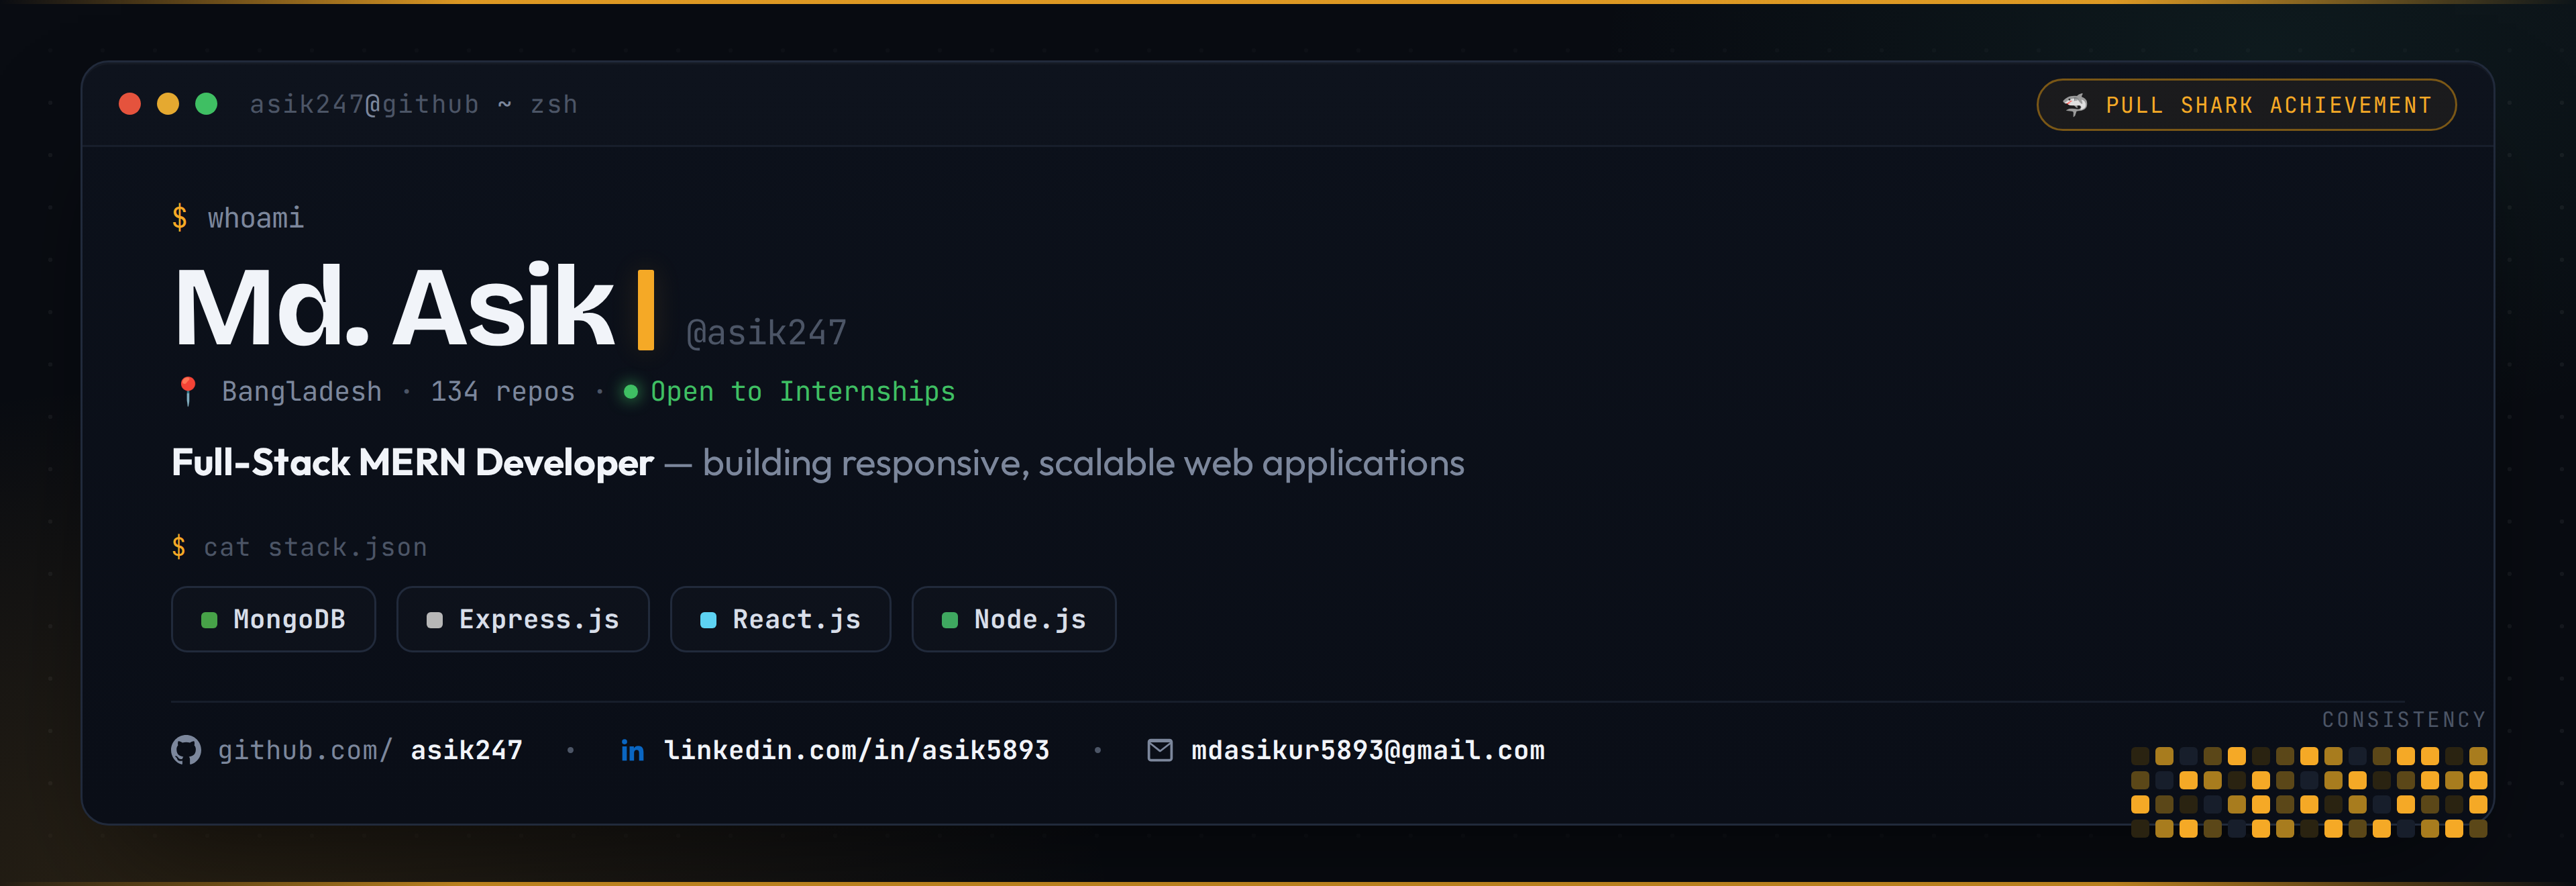 asik247@github ~ zsh
🦈 PULL SHARK ACHIEVEMENT
$ whoami
Md. Asik @asik247
📍 Bangladesh · 134 repos · Open to Internships
Full-Stack MERN Developer — building responsive, scalable web applications
$ cat stack.json
MongoDB Express.js React.js Node.js
CONSISTENCY
github.com/ asik247 · linkedin.com/in/asik5893 · mdasikur5893@gmail.com